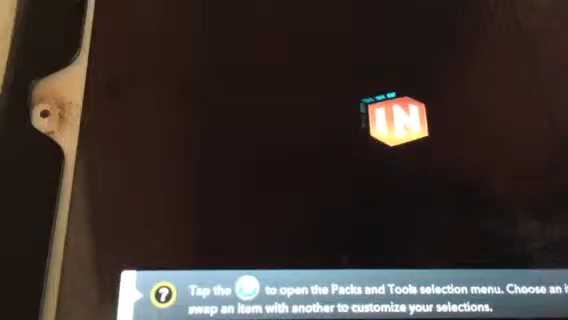 IN
?
Tap the to open the Packs and Tools selection menu. Choose an
swap an item with another to customize your selections.